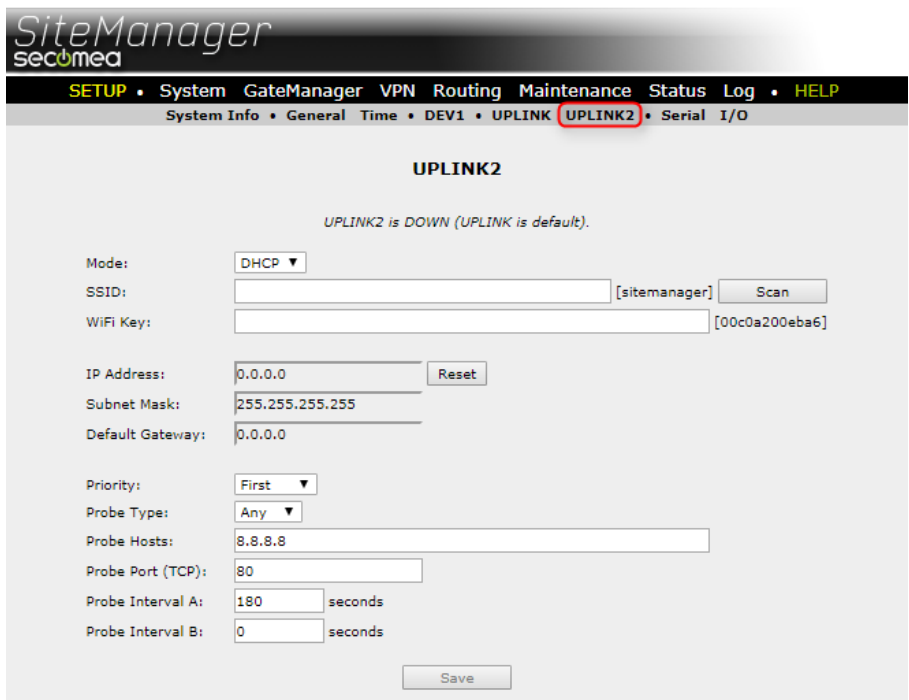 SiteManager
secomea
SETUP • System GateManager VPN Routing Maintenance Status Log • HELP
System Info • General Time • DEV1 • UPLINK UPLINK2 • Serial I/O
UPLINK2
UPLINK2 is DOWN (UPLINK is default).
Mode: DHCP ▼
SSID: [sitemanager] Scan
WiFi Key: [00c0a200eba6]
IP Address: 0.0.0.0 Reset
Subnet Mask: 255.255.255.255
Default Gateway: 0.0.0.0
Priority: First ▼
Probe Type: Any ▼
Probe Hosts: 8.8.8.8
Probe Port (TCP): 80
Probe Interval A: 180 seconds
Probe Interval B: 0 seconds
Save